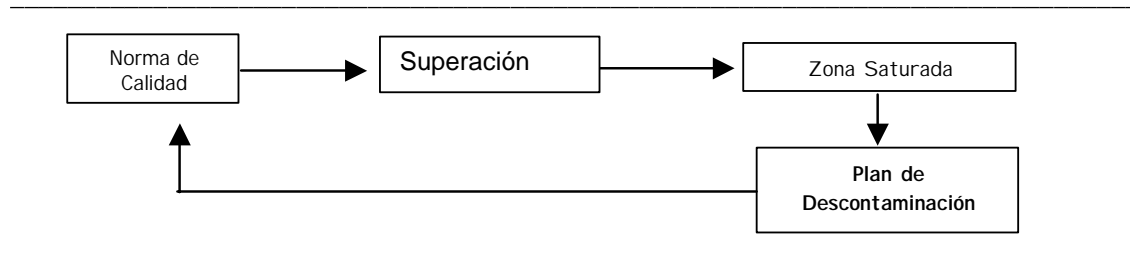 Norma de
Calidad
Superación
Zona Saturada
Plan de
Descontaminación